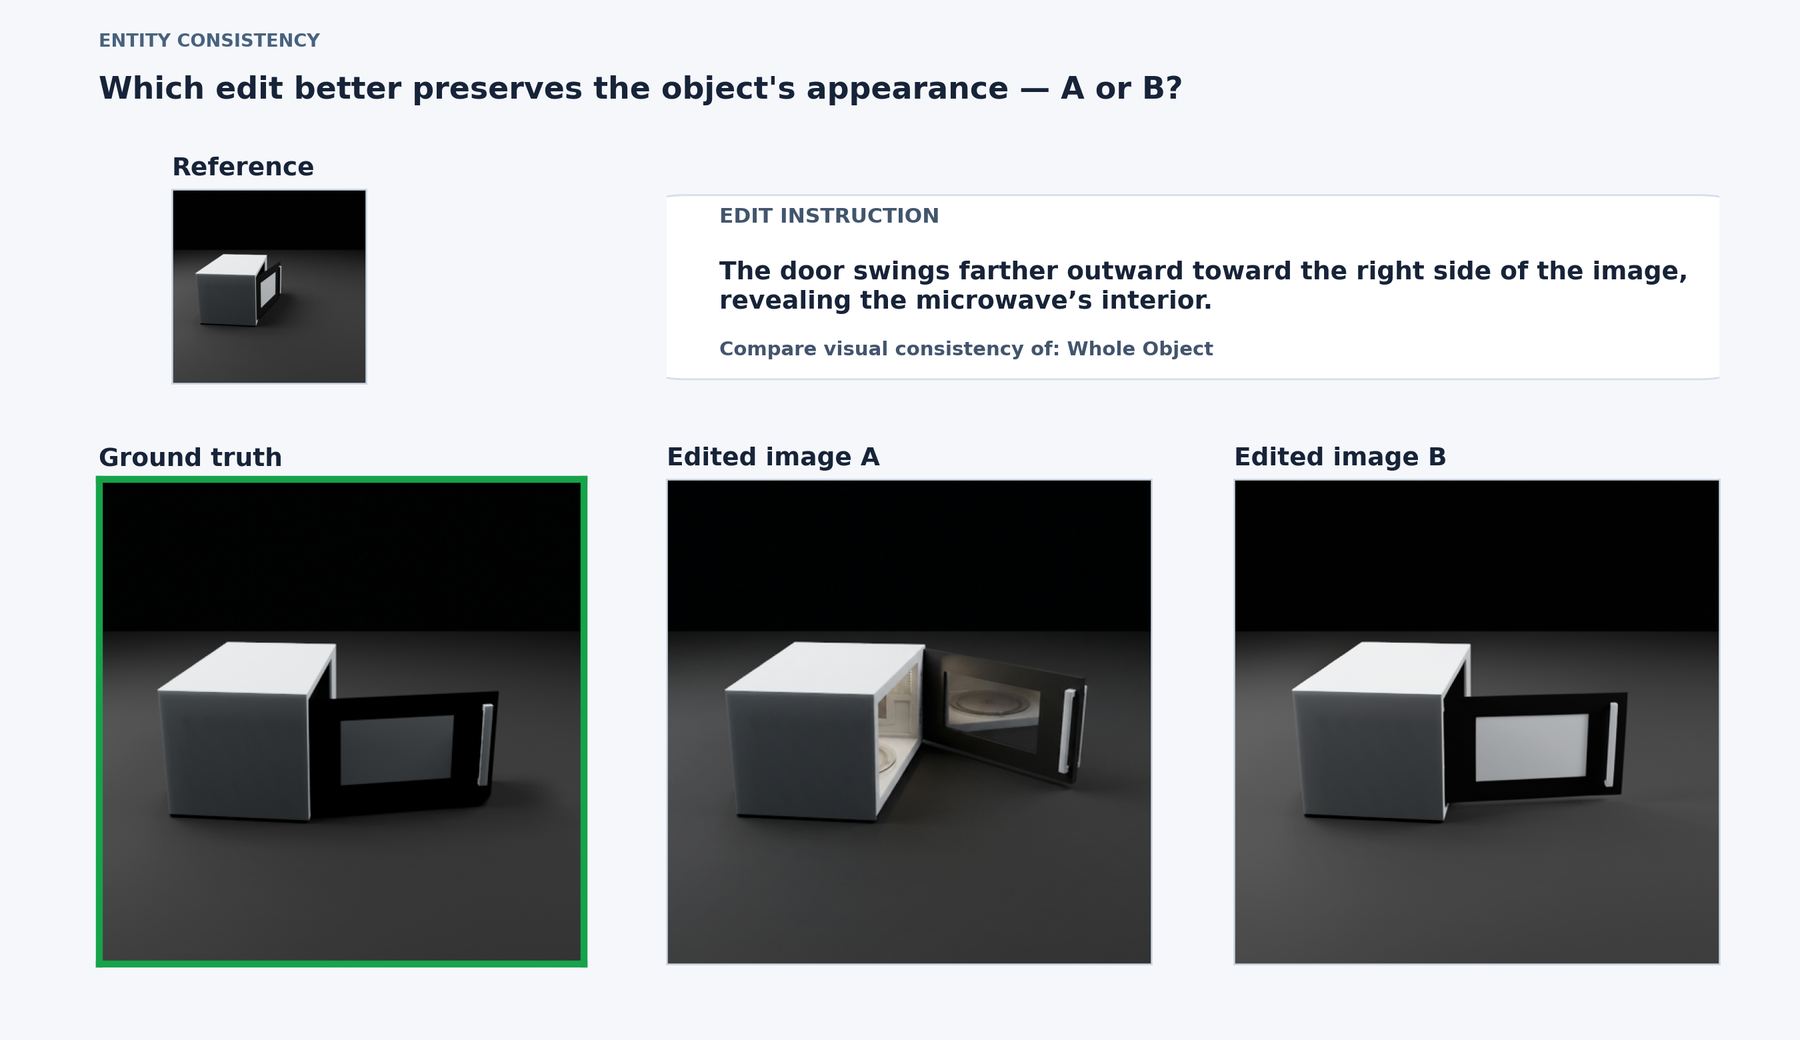 ENTITY CONSISTENCY
Which edit better preserves the object's appearance — A or B?
Reference
EDIT INSTRUCTION
The door swings farther outward toward the right side of the image,
revealing the microwave’s interior.
Compare visual consistency of: Whole Object
Ground truth
Edited image A
Edited image B